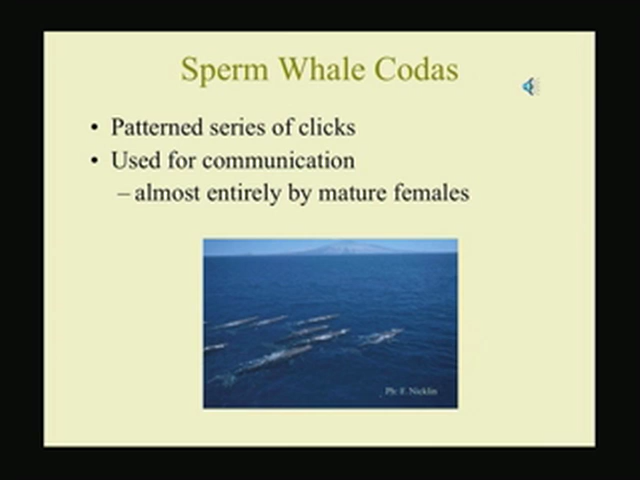 Sperm Whale Codas
• Patterned series of clicks
• Used for communication
– almost entirely by mature females
Ph: F. Nicklin